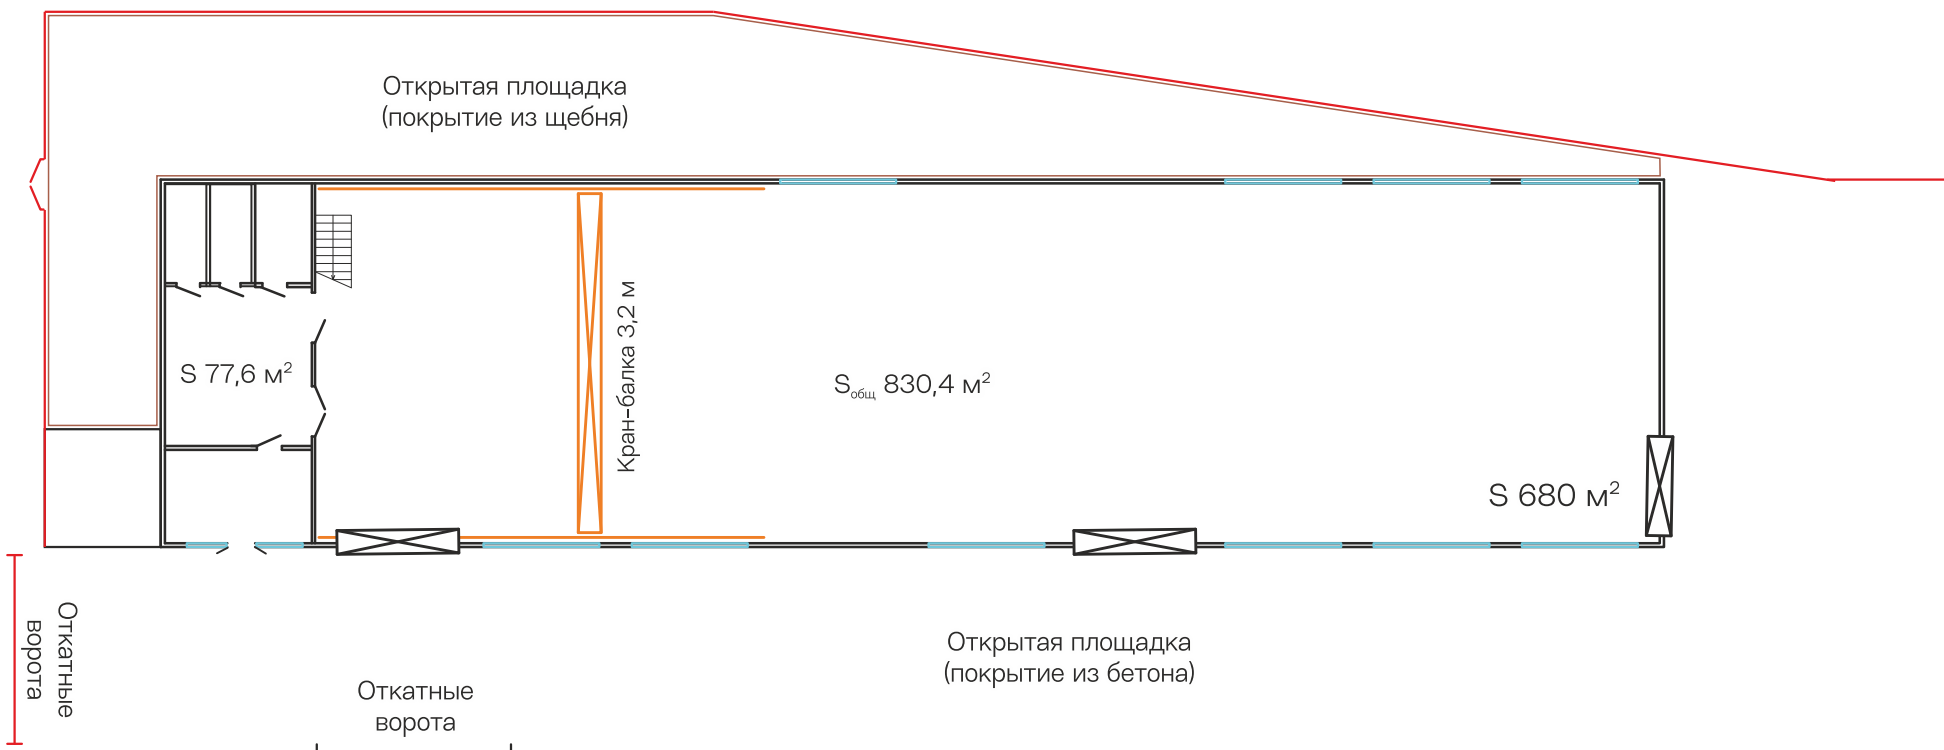 Открытая площадка
(покрытие из щебня)
Кран-балка 3,2 м
S 77,6 м²
Sобщ 830,4 м²
S 680 м²
Откатные
ворота
Открытая площадка
(покрытие из бетона)
Откатные
ворота